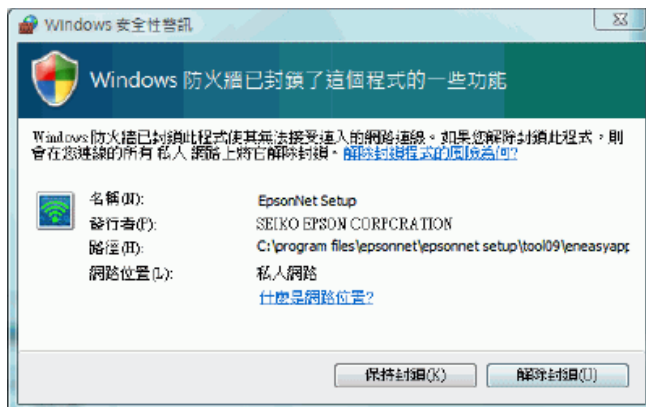 Windows 安全性警訊
Windows 防火牆已封鎖了這個程式的一些功能
Windows 防火牆已封鎖此程式使其無法接受連入的網路連線。如果您解除封鎖此程式,則
會在您連線的所有 私人 網路上將它解除封鎖。解除封鎖程式的風險為何?
名稱(N): EpsonNet Setup
發行者(P): SEIKO EPSON CORPORATION
路徑(H): C:\program files\epsonnet\epsonnet setup\tool09\eneasyapp
網路位置(L): 私人網路
什麼是網路位置?
保持封鎖(K) 解除封鎖(U)